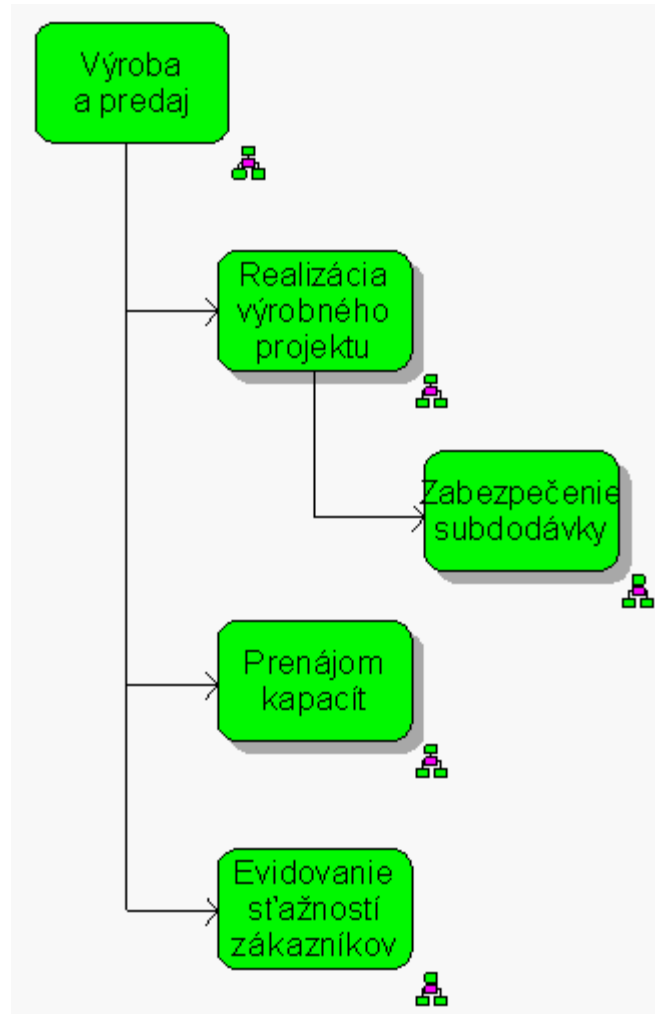 Výroba
a predaj
Realizácia
výrobného
projektu
Zabezpečenie
subdodávky
Prenájom
kapacít
Evidovanie
sťažností
zákazníkov